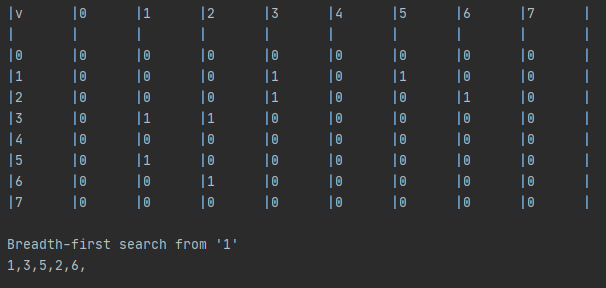 |v |0 |1 |2 |3 |4 |5 |6 |7 |
| | | | | | | | | |
|0 |0 |0 |0 |0 |0 |0 |0 |0 |
|1 |0 |0 |0 |1 |0 |1 |0 |0 |
|2 |0 |0 |0 |1 |0 |0 |1 |0 |
|3 |0 |1 |1 |0 |0 |0 |0 |0 |
|4 |0 |0 |0 |0 |0 |0 |0 |0 |
|5 |0 |1 |0 |0 |0 |0 |0 |0 |
|6 |0 |0 |1 |0 |0 |0 |0 |0 |
|7 |0 |0 |0 |0 |0 |0 |0 |0 |
Breadth-first search from '1'
1,3,5,2,6,